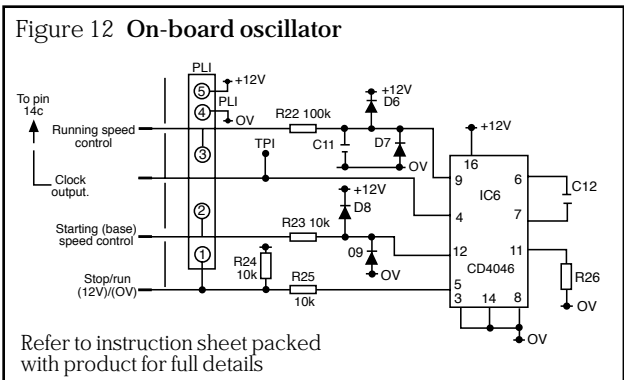 Figure 12 On-board oscillator
PLI
5
+12V
To pin
14c
4
PLI
OV
+12V
D6
R22 100k
Running speed
control
+12V
3
C11
D7
TPI
OV
16
Clock
output.
9
6
C12
IC6
+12V
4
7
2
D8
Starting (base)
speed control
R23 10k
12
11
1
R24
10k
09
CD4046
OV
R26
Stop/run
(12V)/(OV)
R25
10k
5
3
14
8
OV
OV
Refer to instruction sheet packed
with product for full details